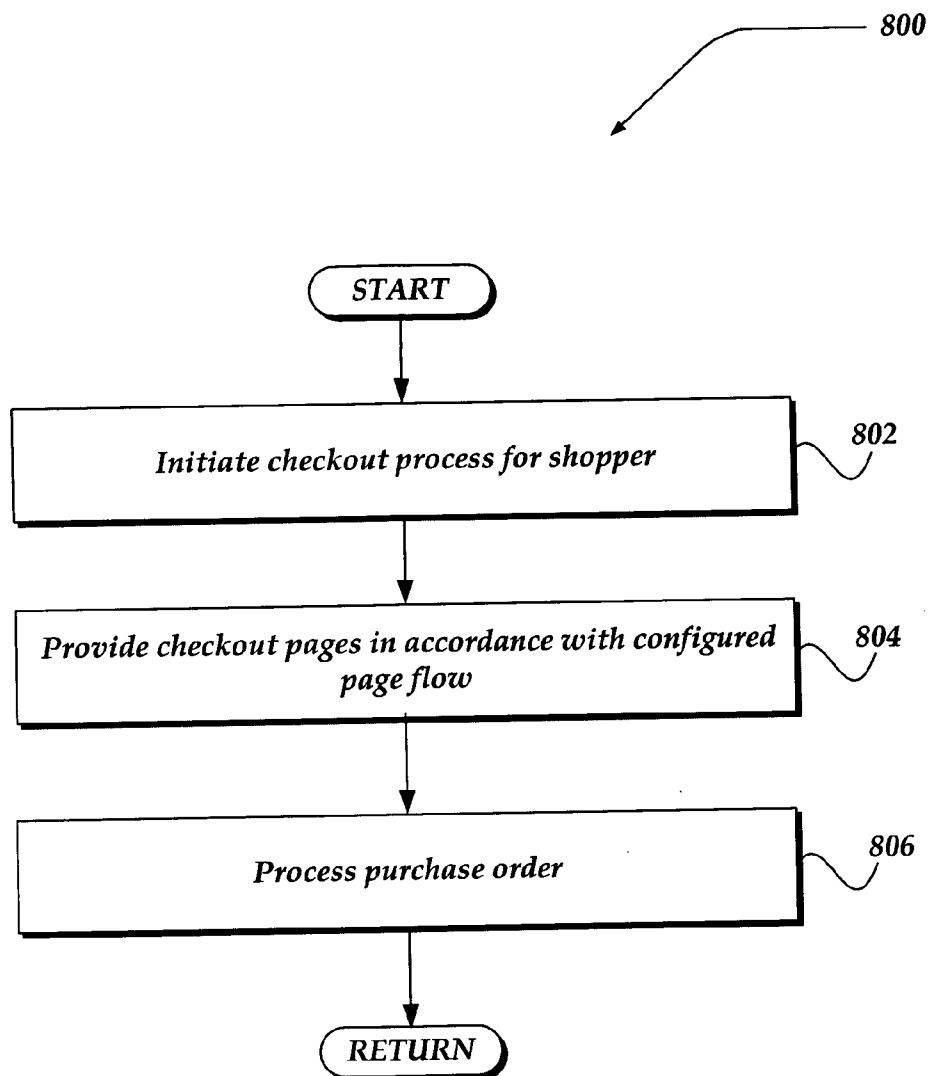 800
START
Initiate checkout process for shopper
802
Provide checkout pages in accordance with configured
page flow
804
Process purchase order
806
RETURN